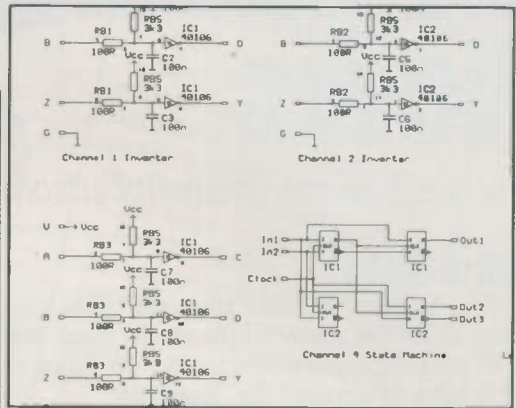 RB1
RB5
3k3
IC1
40106
B
D
100R
C2
100n
Vcc
RB1
RB5
3k3
IC1
40106
Z
Y
100R
C3
100n
G
Channel 1 Inverter
RB2
RB5
3k3
IC2
40106
B
D
100R
C5
100n
Vcc
RB2
RB5
3k3
IC2
40106
Z
Y
100R
C6
100n
G
Channel 2 Inverter
Vcc
V
Vcc
RB3
RB5
3k3
IC1
40106
A
C
100R
C7
100n
Vcc
RB3
RB5
3k3
IC1
40106
B
D
100R
C8
100n
Vcc
RB3
RB5
IC1
40106
Z
Y
100R
C9
100n
In1
In2
Clock
IC1
IC1
Out1
IC2
IC2
Out2
Out3
Channel 4 State Machine